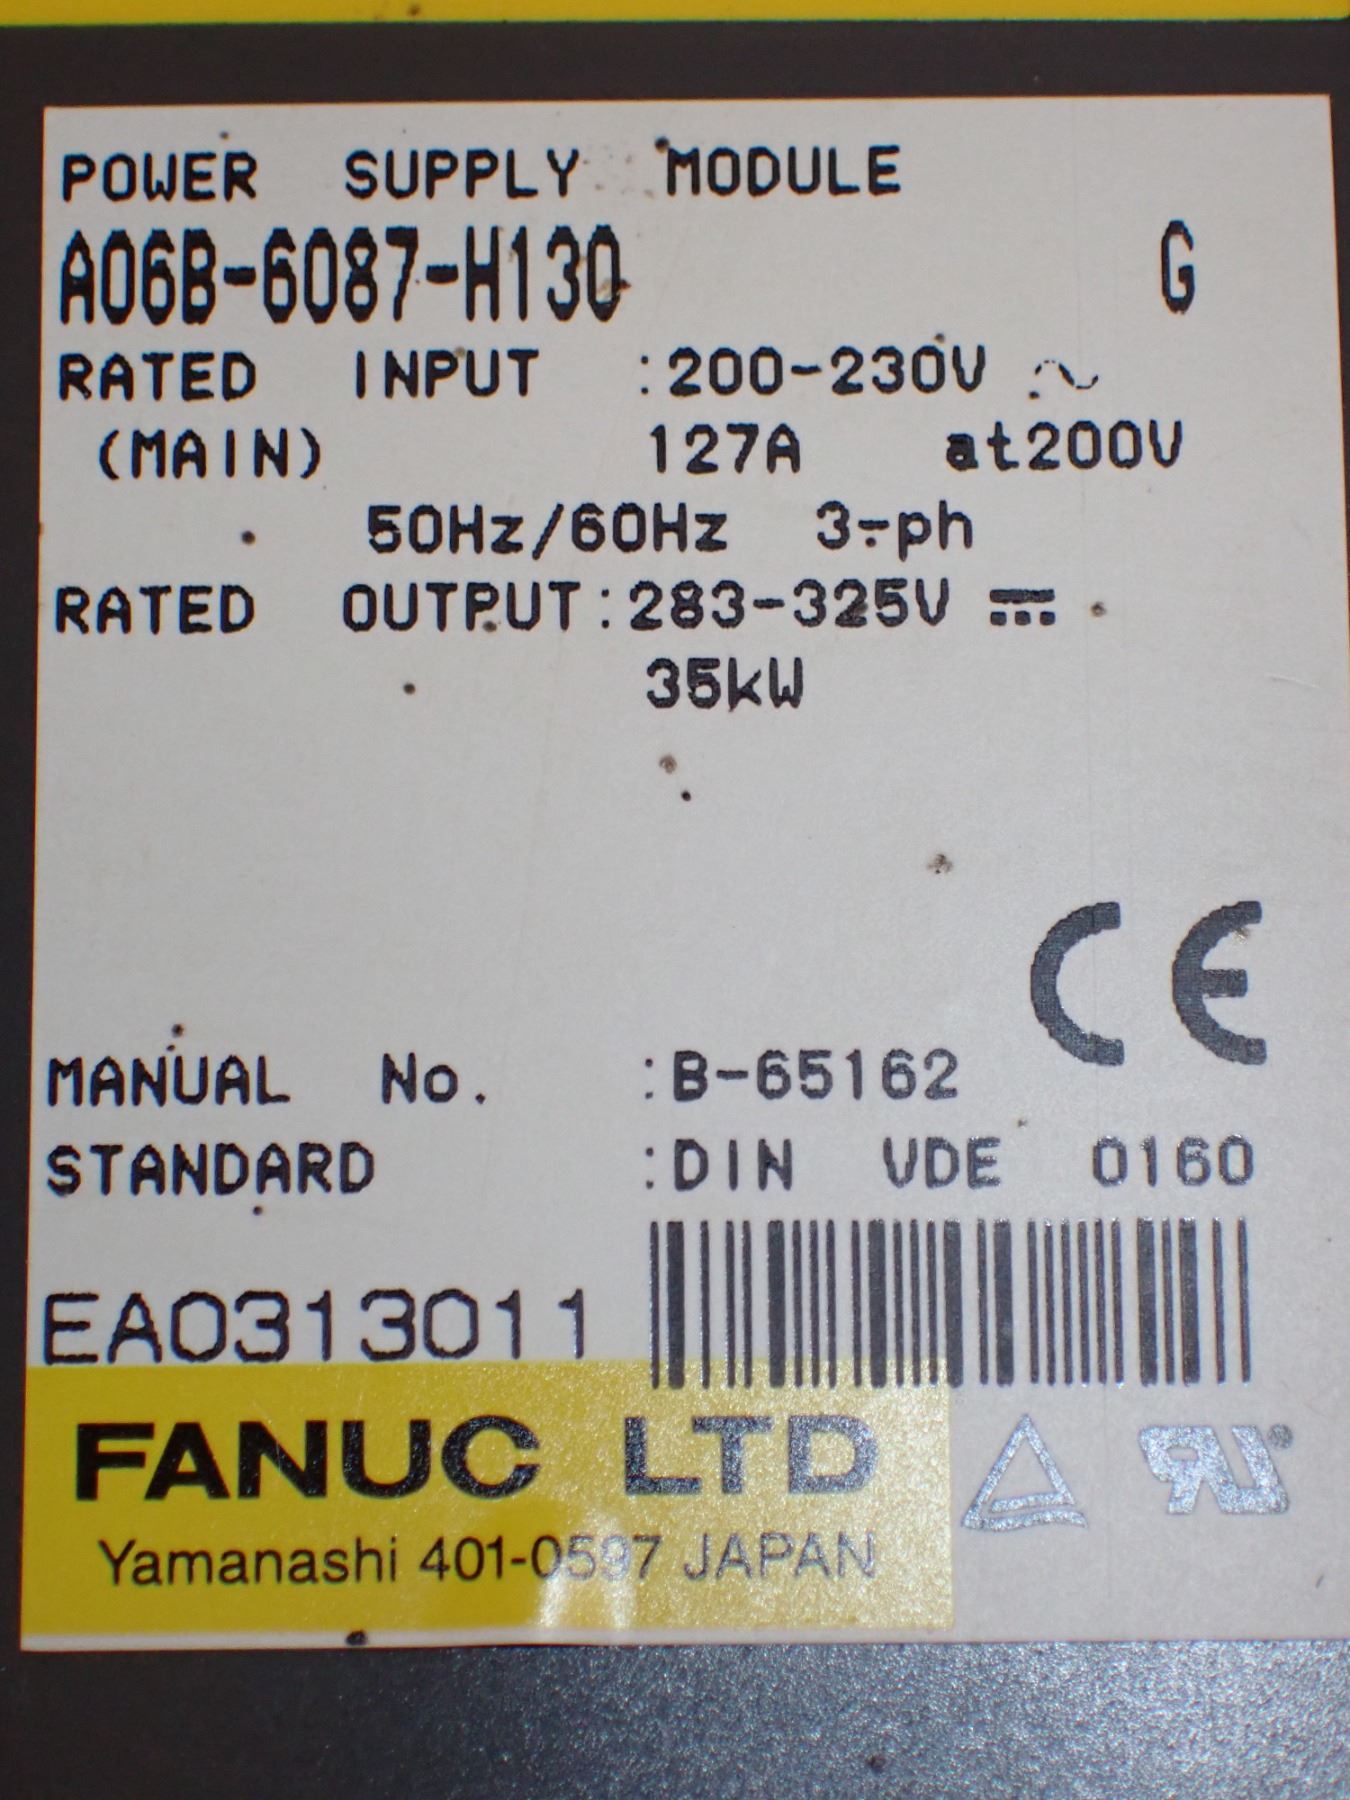 POWER SUPPLY MODULE
A06B-6087-H130 G
RATED INPUT :200-230V ∿
(MAIN) 127A at200V
50Hz/60Hz 3-ph
RATED OUTPUT:283-325V ⎓
35kW
CE
MANUAL No. :B-65162
STANDARD :DIN VDE 0160
EA0313011
FANUC LTD
Yamanashi 401-0597 JAPAN